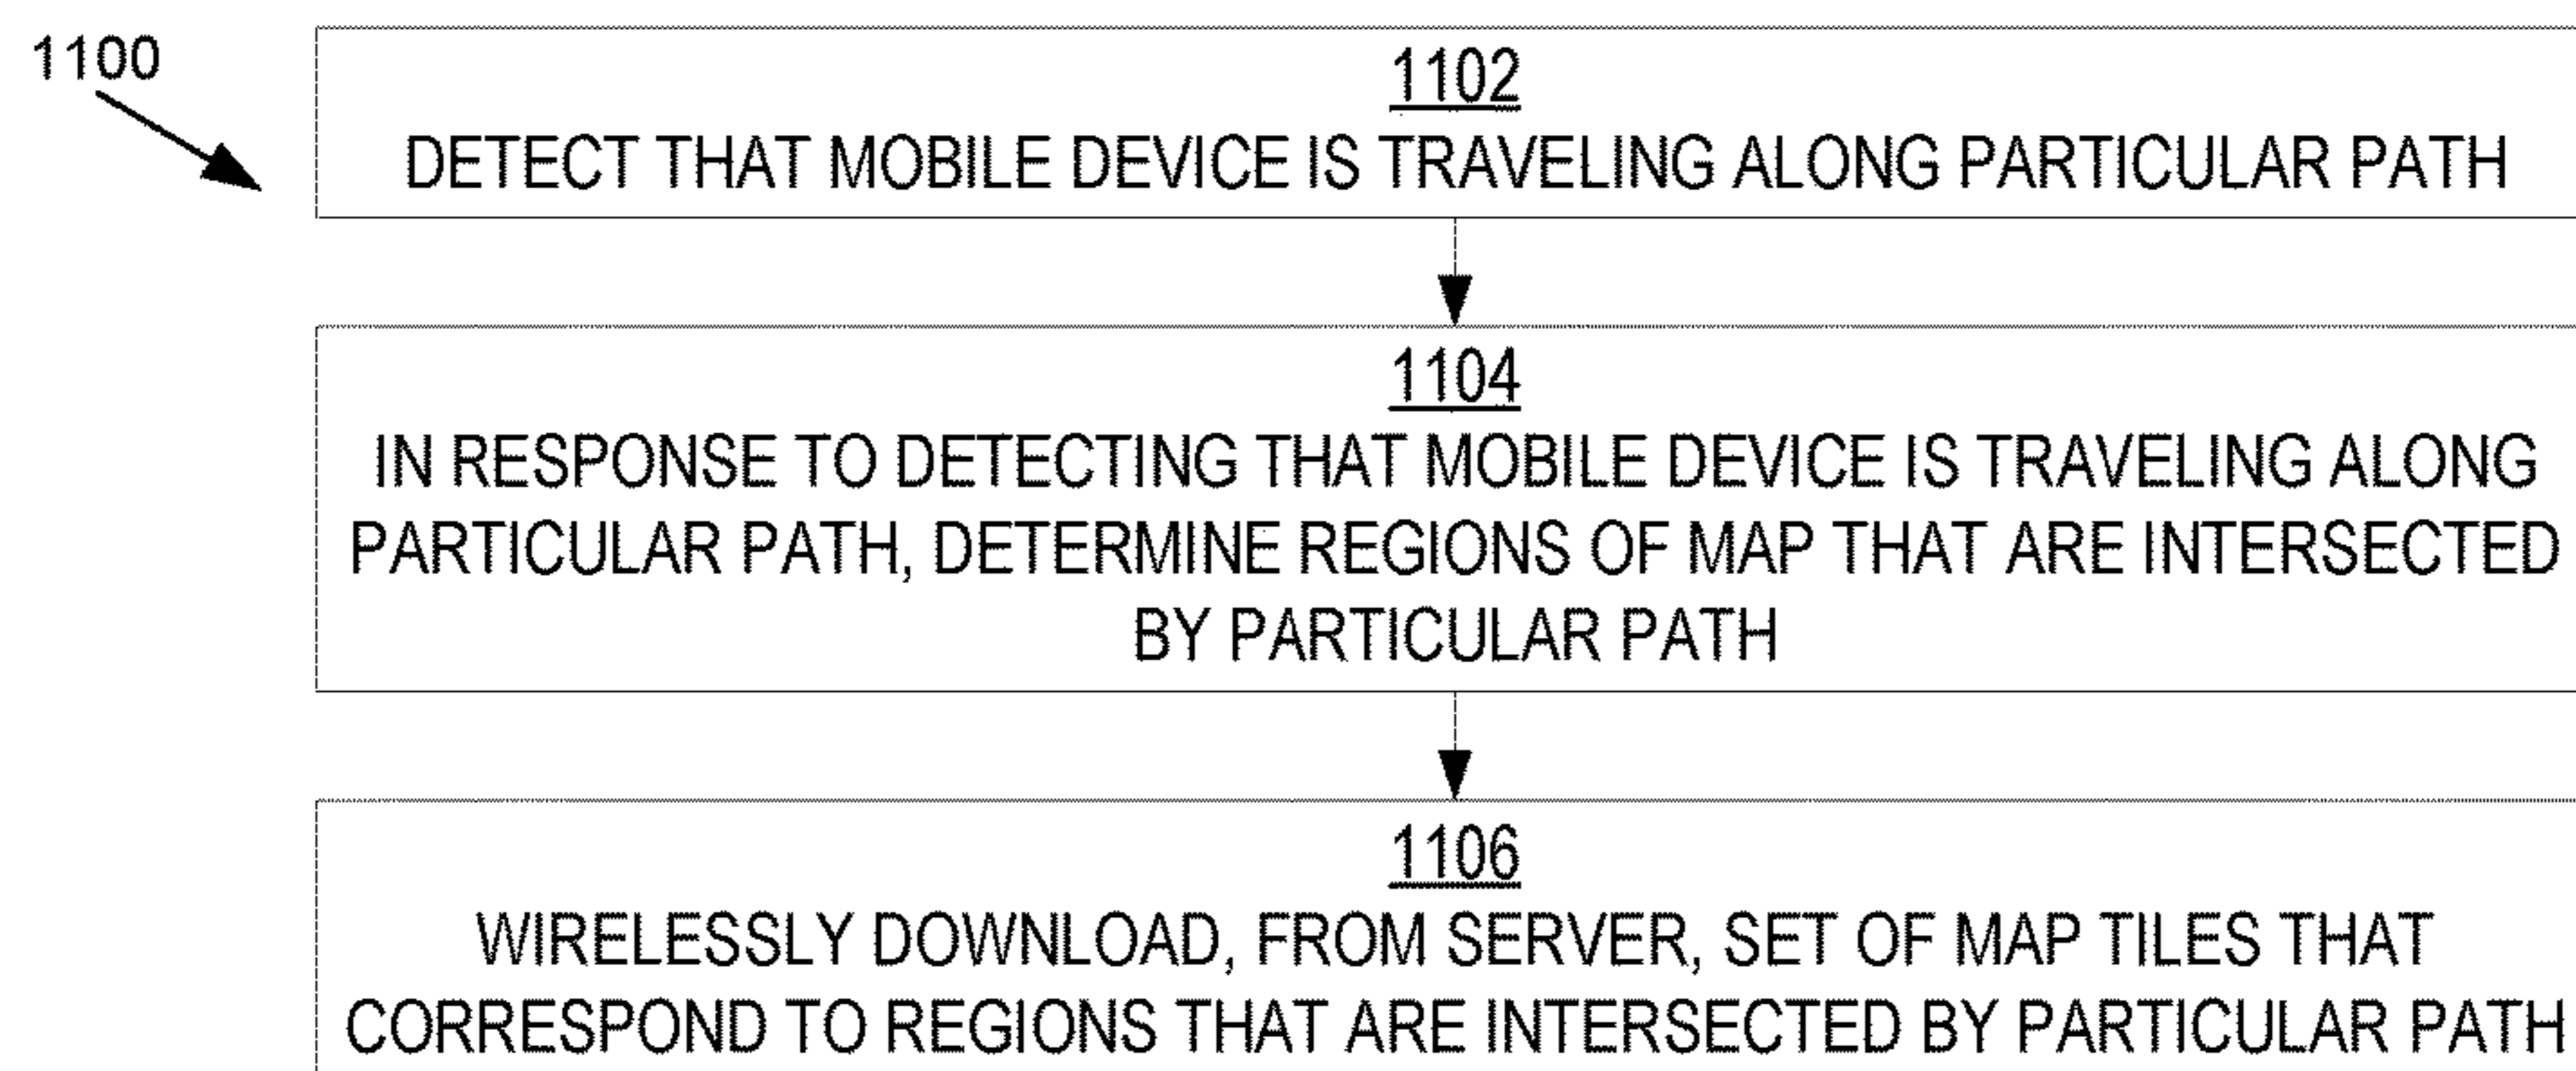 1100
1102
DETECT THAT MOBILE DEVICE IS TRAVELING ALONG PARTICULAR PATH
1104
IN RESPONSE TO DETECTING THAT MOBILE DEVICE IS TRAVELING ALONG
PARTICULAR PATH, DETERMINE REGIONS OF MAP THAT ARE INTERSECTED
BY PARTICULAR PATH
1106
WIRELESSLY DOWNLOAD, FROM SERVER, SET OF MAP TILES THAT
CORRESPOND TO REGIONS THAT ARE INTERSECTED BY PARTICULAR PATH